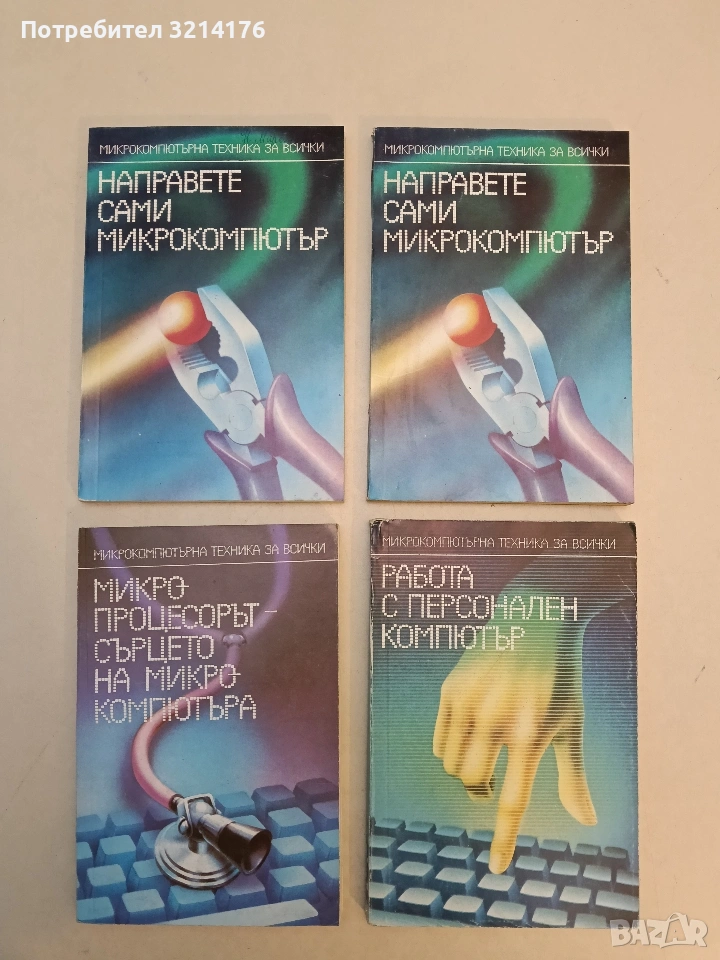 Потребител 3214176
МИКРОКОМПЮТЪРНА ТЕХНИКА ЗА ВСИЧКИ
НАПРАВЕТЕ
САМИ
МИКРОКОМПЮТЪР
МИКРОКОМПЮТЪРНА ТЕХНИКА ЗА ВСИЧКИ
НАПРАВЕТЕ
САМИ
МИКРОКОМПЮТЪР
МИКРОКОМПЮТЪРНА ТЕХНИКА ЗА ВСИЧКИ
МИКРО-
ПРОЦЕСОРЪТ –
СЪРЦЕТО
НА МИКРО-
КОМПЮТЪРА
МИКРОКОМПЮТЪРНА ТЕХНИКА ЗА ВСИЧКИ
РАБОТА
С ПЕРСОНАЛЕН
КОМПЮТЪР
BAZAR